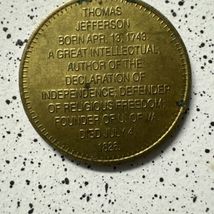 THOMAS
JEFFERSON
BORN APR. 13, 1743
A GREAT INTELLECTUAL,
AUTHOR OF THE
DECLARATION OF
INDEPENDENCE; DEFENDER
OF RELIGIOUS FREEDOM;
FOUNDER OF U. OF VA.
DIED JULY 4,
1826.